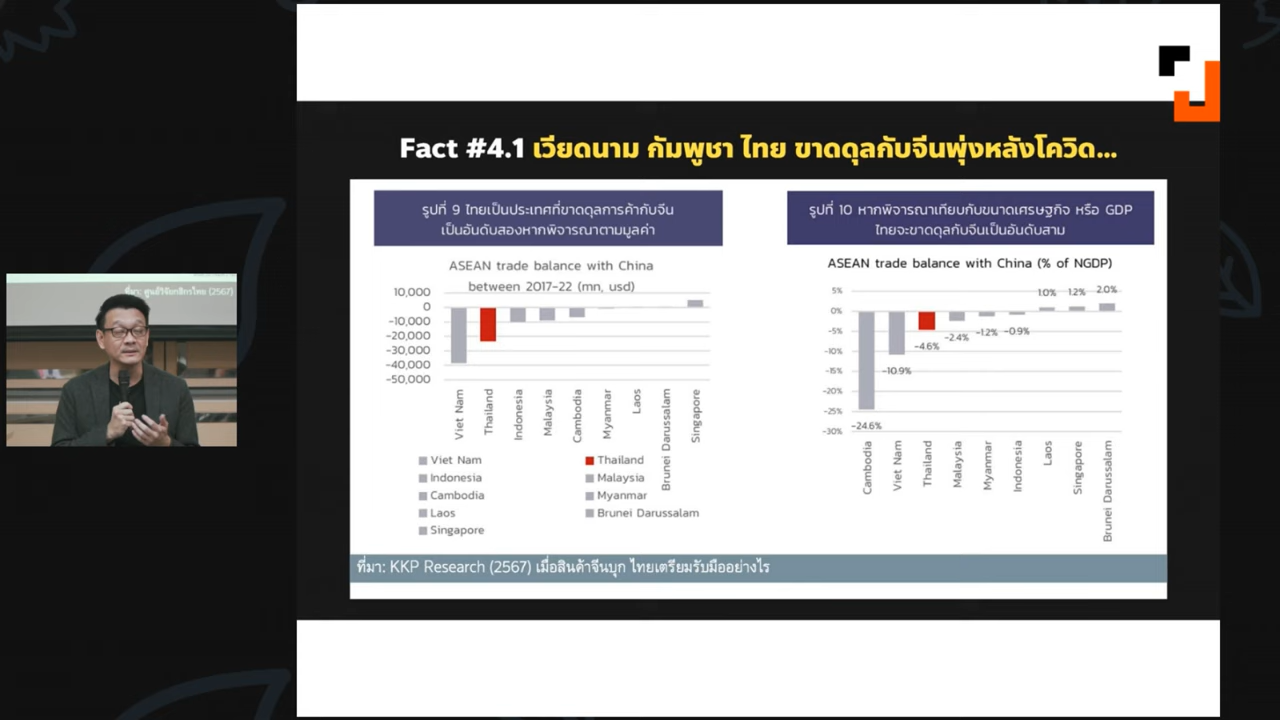 Fact #4.1 เวียดนาม กัมพูชา ไทย ขาดดุลกับจีนพุ่งหลังโควิด...
รูปที่ 9 ไทยเป็นประเทศที่ขาดดุลการค้ากับจีน
เป็นอันดับสองหากพิจารณาตามมูลค่า
ASEAN trade balance with China
between 2017-22 (mn, usd)
10,000
0
-10,000
-20,000
-30,000
-40,000
-50,000
Viet Nam
Thailand
Indonesia
Malaysia
Cambodia
Myanmar
Laos
Brunei Darussalam
Singapore
Viet Nam
Thailand
Indonesia
Malaysia
Cambodia
Myanmar
Laos
Brunei Darussalam
Singapore
รูปที่ 10 หากพิจารณาเทียบกับขนาดเศรษฐกิจ หรือ GDP
ไทยจะขาดดุลกับจีนเป็นอันดับสาม
ASEAN trade balance with China (% of NGDP)
5%
0%
-5%
-10%
-15%
-20%
-25%
-30%
-24.6%
-10.9%
-4.6%
-2.4%
-1.2%
-0.9%
1.0%
1.2%
2.0%
Cambodia
Viet Nam
Thailand
Malaysia
Myanmar
Indonesia
Laos
Singapore
Brunei Darussalam
ที่มา: KKP Research (2567) เมื่อสินค้าจีนบุก ไทยเตรียมรับมืออย่างไร
ที่มา: ศูนย์วิจัยกสิกรไทย (2567)